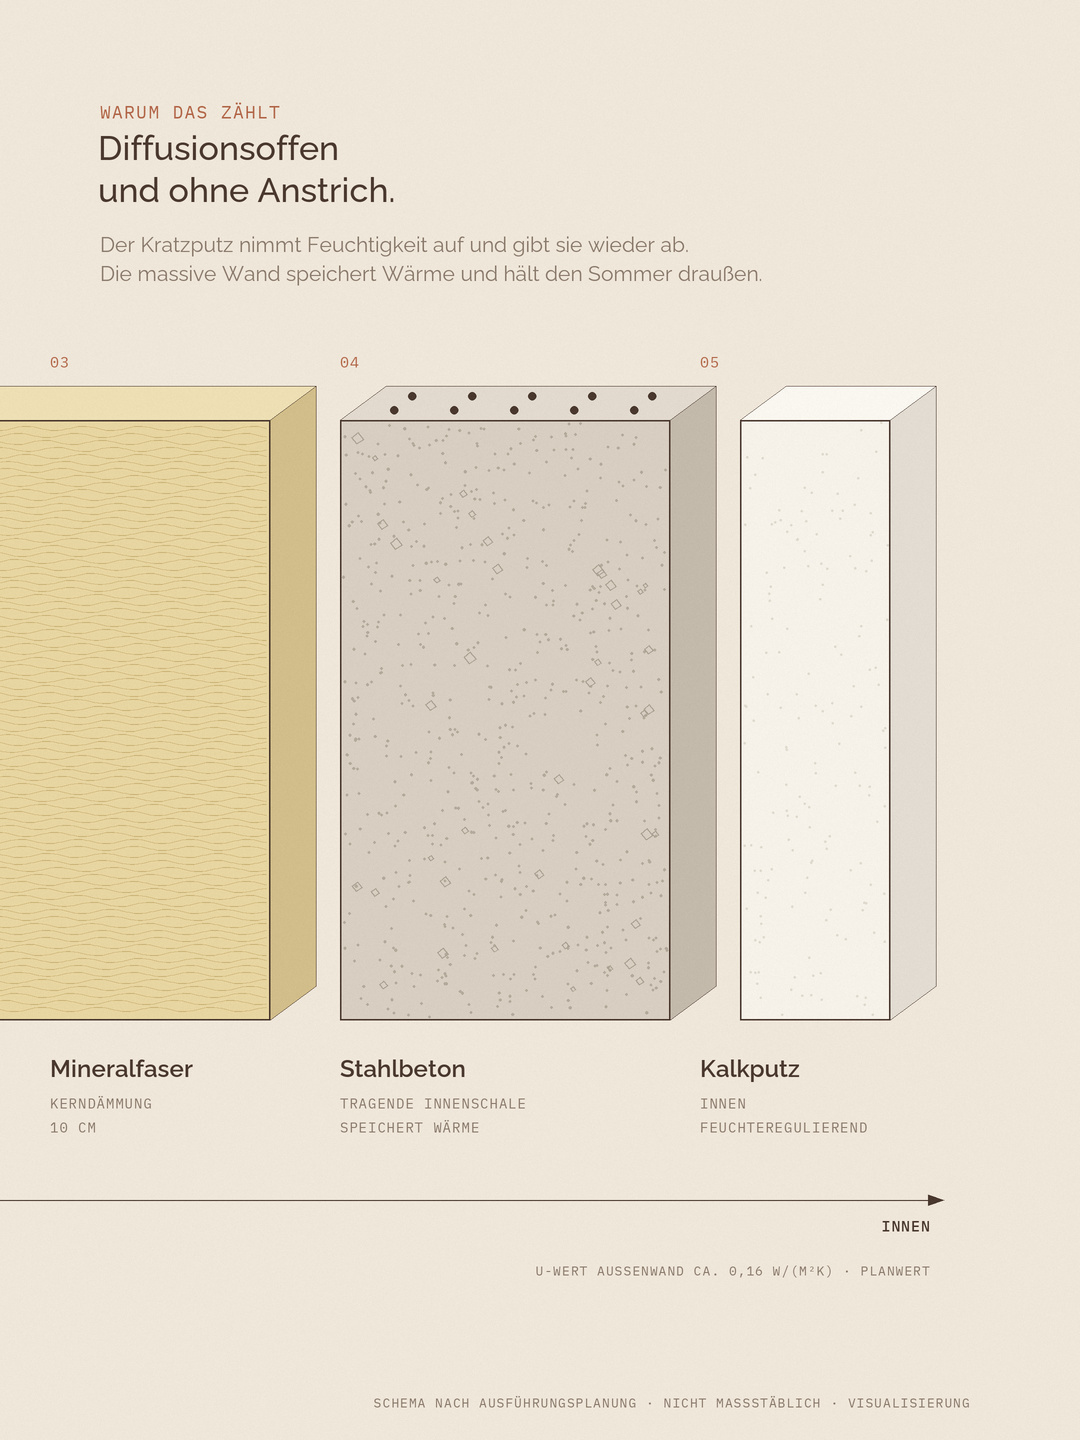 WARUM DAS ZÄHLT
Diffusionsoffen
und ohne Anstrich.
Der Kratzputz nimmt Feuchtigkeit auf und gibt sie wieder ab.
Die massive Wand speichert Wärme und hält den Sommer draußen.
03
04
05
Mineralfaser
KERNDÄMMUNG
10 CM
Stahlbeton
TRAGENDE INNENSCHALE
SPEICHERT WÄRME
Kalkputz
INNEN
FEUCHTEREGULIEREND
INNEN
U-WERT AUSSENWAND CA. 0,16 W/(M²K) · PLANWERT
SCHEMA NACH AUSFÜHRUNGSPLANUNG · NICHT MASSSTÄBLICH · VISUALISIERUNG